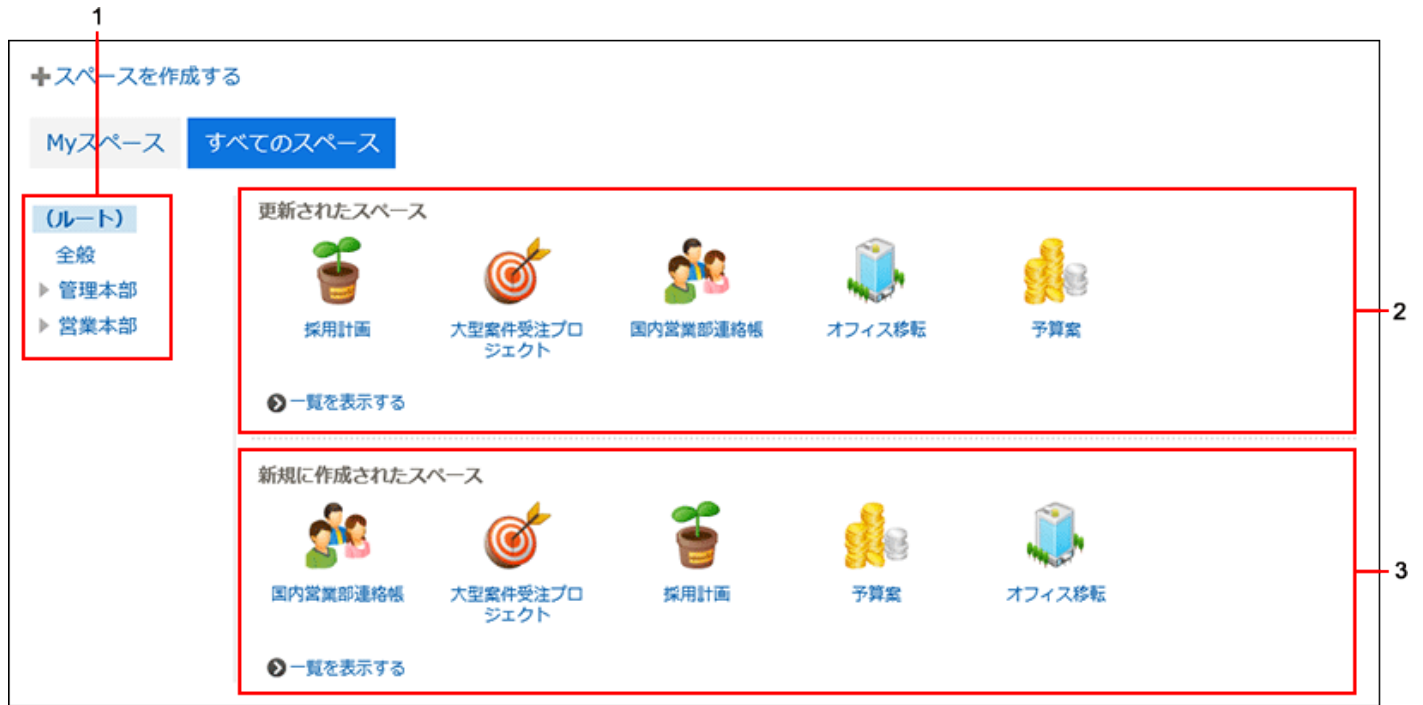 1
スペースを作成する
Myスペース すべてのスペース
(ルート)
全般
管理本部
営業本部
更新されたスペース
採用計画 大型案件受注プロ 国内営業部連絡帳 オフィス移転 予算案
ジェクト
一覧を表示する
2
新規に作成されたスペース
国内営業部連絡帳 大型案件受注プロ 採用計画 予算案 オフィス移転
ジェクト
一覧を表示する
3